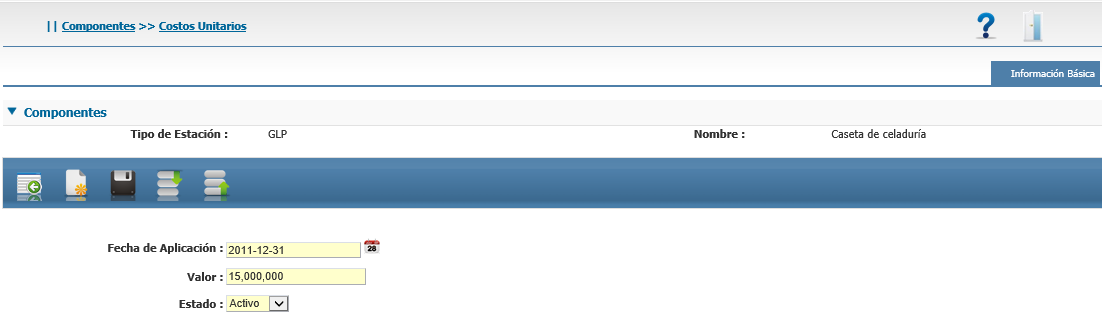 || Componentes >> Costos Unitarios
Información Básica
Componentes
Tipo de Estación : GLP Nombre : Caseta de celaduría
Fecha de Aplicación : 2011-12-31 28
Valor : 15,000,000
Estado : Activo